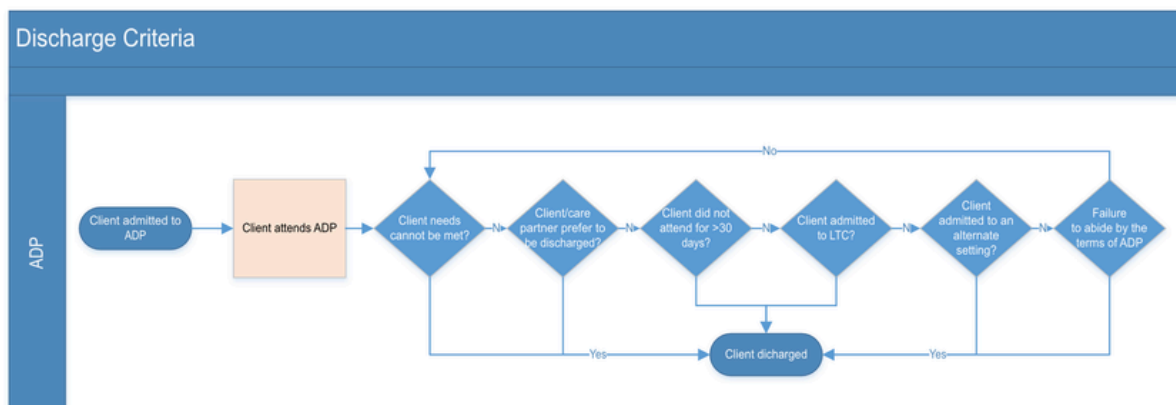 Discharge Criteria
ADP
No
Client admitted to
ADP
Client attends ADP
Client needs
cannot be met?
N
Client/care
partner prefer to
be discharged?
N
Client did not
attend for >30
days?
N
Client admitted
to LTC?
N
Client
admitted to an
alternate
setting?
N
Failure
to abide by the
terms of ADP
Yes
Client dicharged
Yes